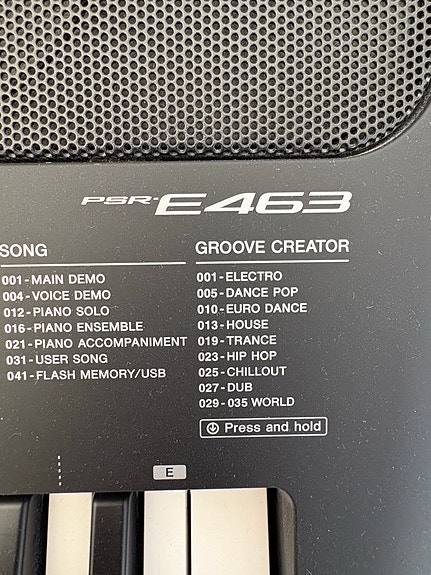 PSR-E463
SONG
001-MAIN DEMO
004-VOICE DEMO
012-PIANO SOLO
016-PIANO ENSEMBLE
021-PIANO ACCOMPANIMENT
031-USER SONG
041-FLASH MEMORY/USB
GROOVE CREATOR
001-ELECTRO
005-DANCE POP
010-EURO DANCE
013-HOUSE
019-TRANCE
023-HIP HOP
025-CHILLOUT
027-DUB
029-035 WORLD
Press and hold
E